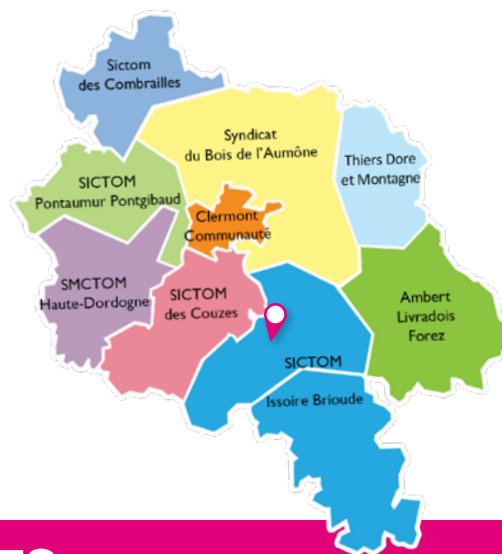 Sictom
des Combrailles
Syndicat
du Bois de l'Aumône
Thiers Dore
et Montagne
SICTOM
Pontaumur Pontgibaud
Clermont
Communauté
SMCTOM
Haute-Dordogne
SICTOM
des Couzes
Ambert
Livradois
Forez
SICTOM
Issoire Brioude